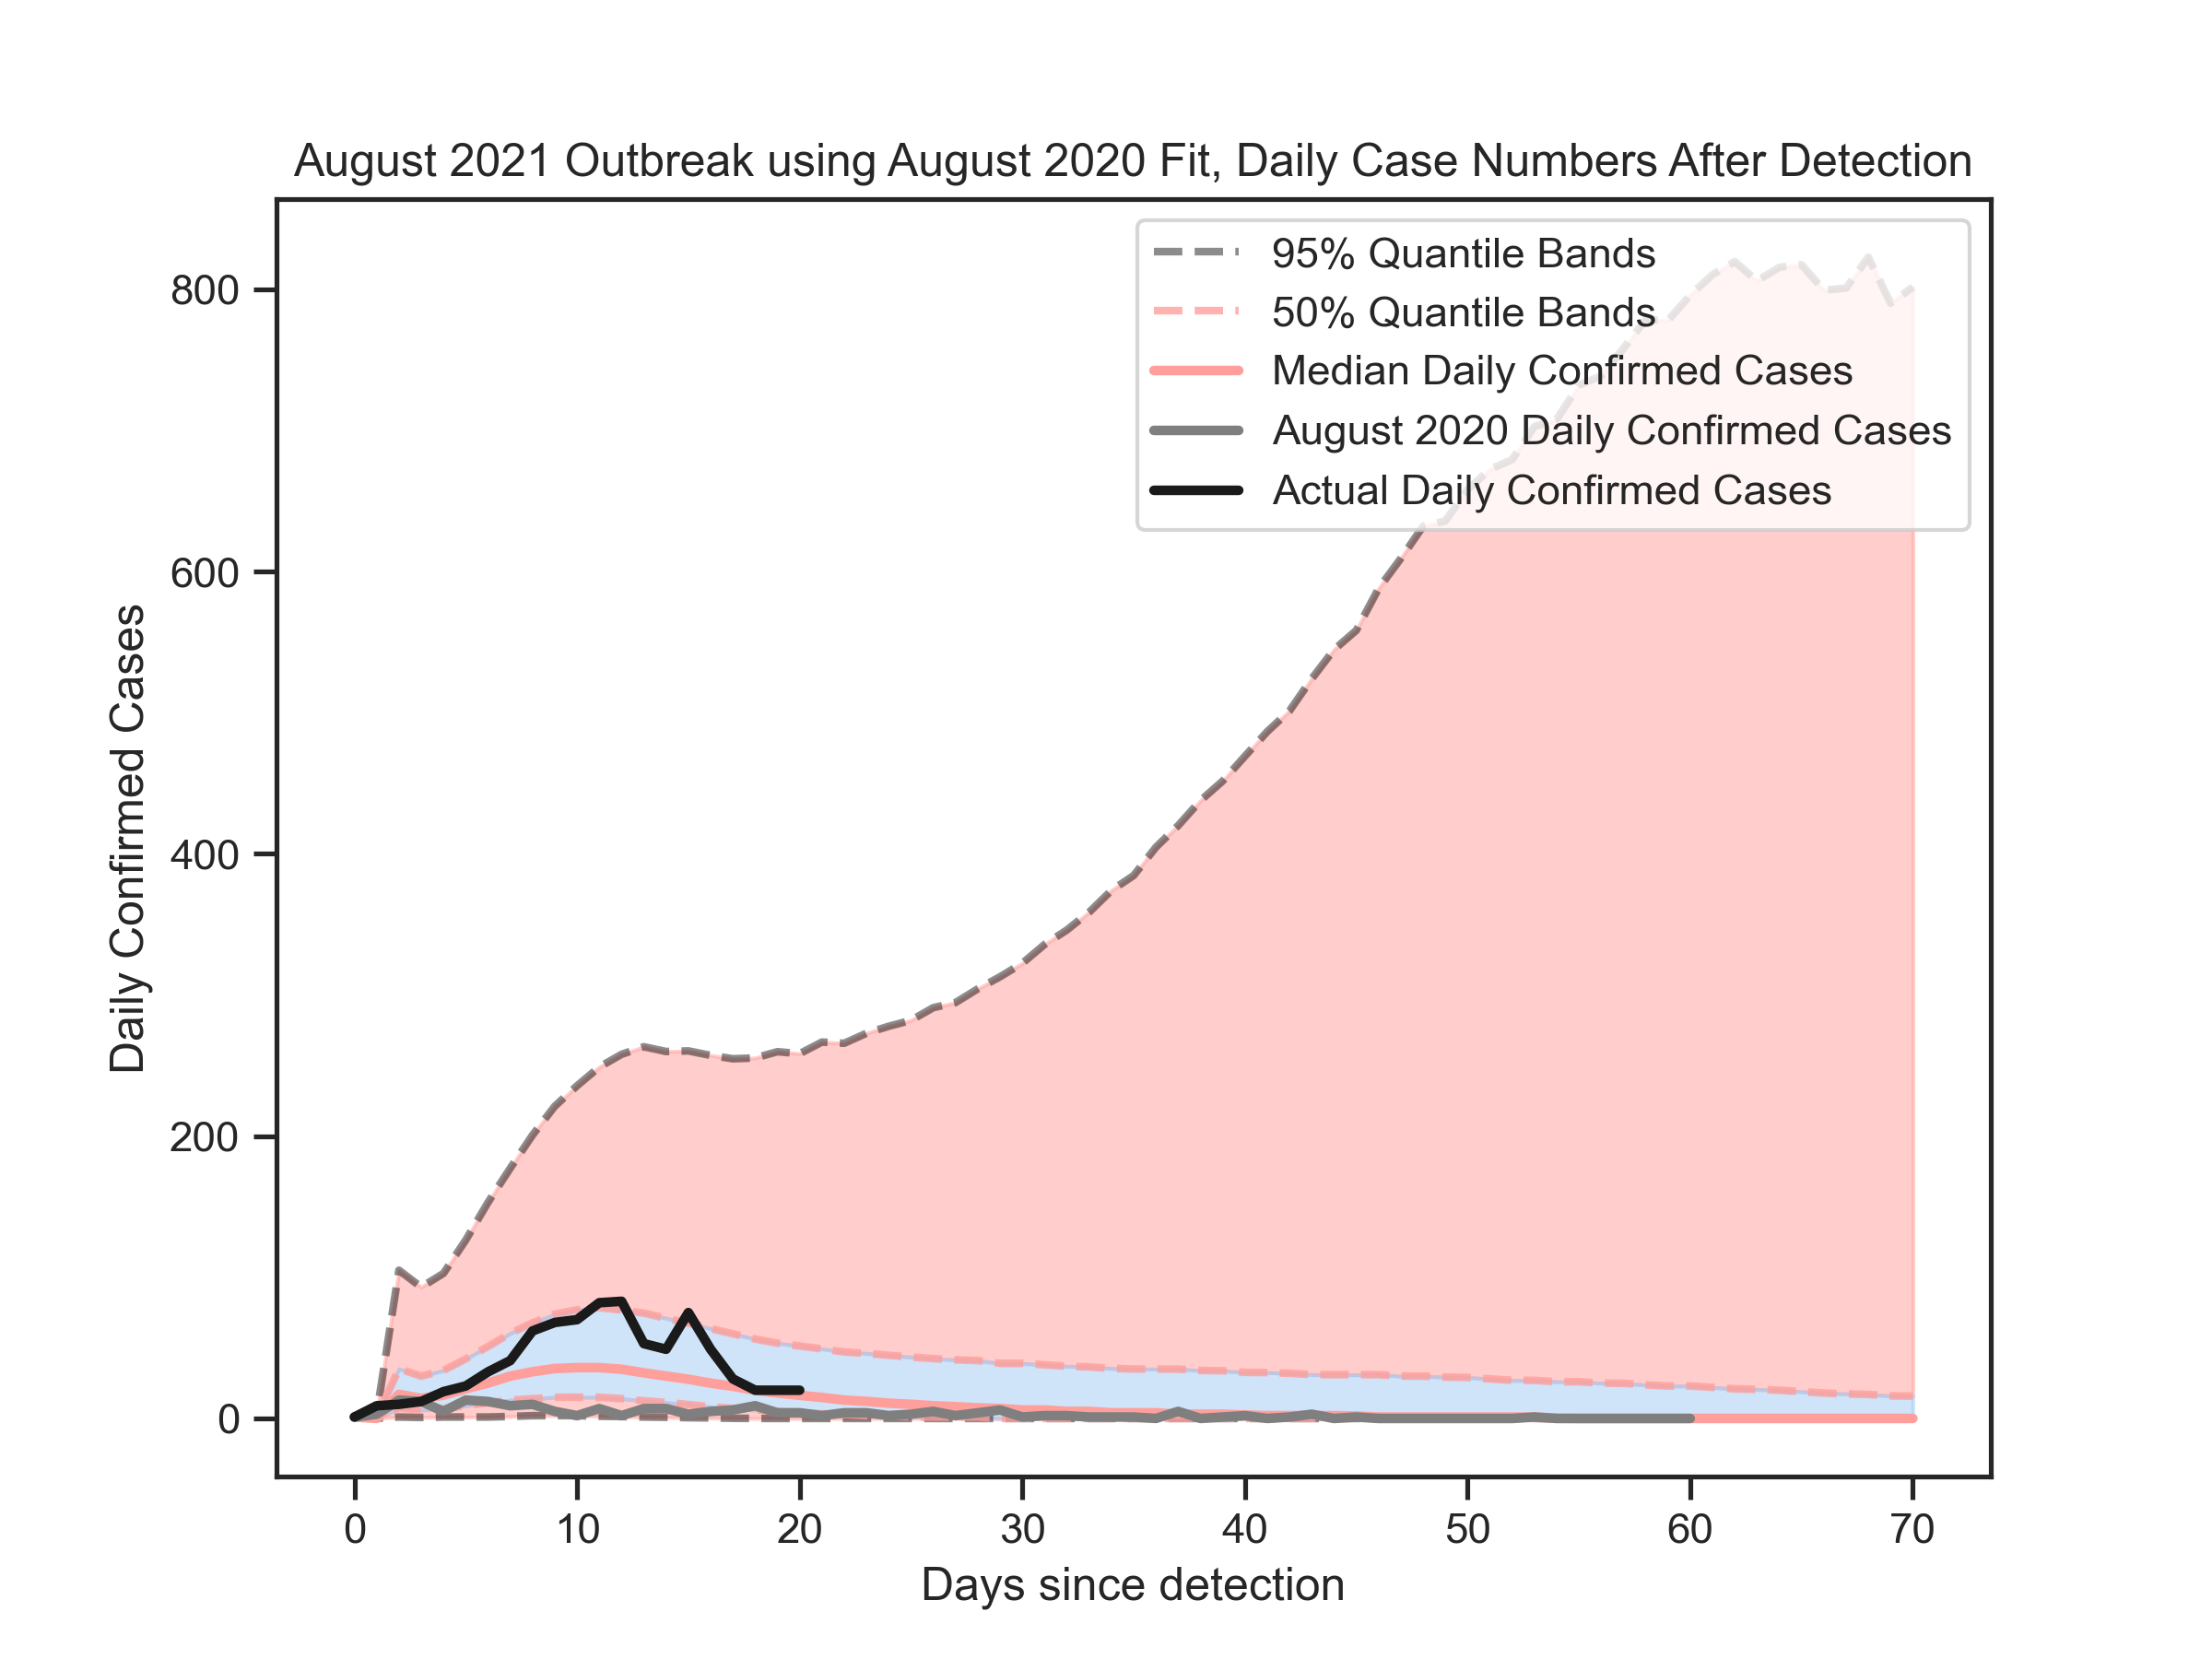 August 2021 Outbreak using August 2020 Fit, Daily Case Numbers After Detection
95% Quantile Bands
50% Quantile Bands
Median Daily Confirmed Cases
August 2020 Daily Confirmed Cases
Actual Daily Confirmed Cases
800
600
400
200
0
Daily Confirmed Cases
0 10 20 30 40 50 60 70
Days since detection